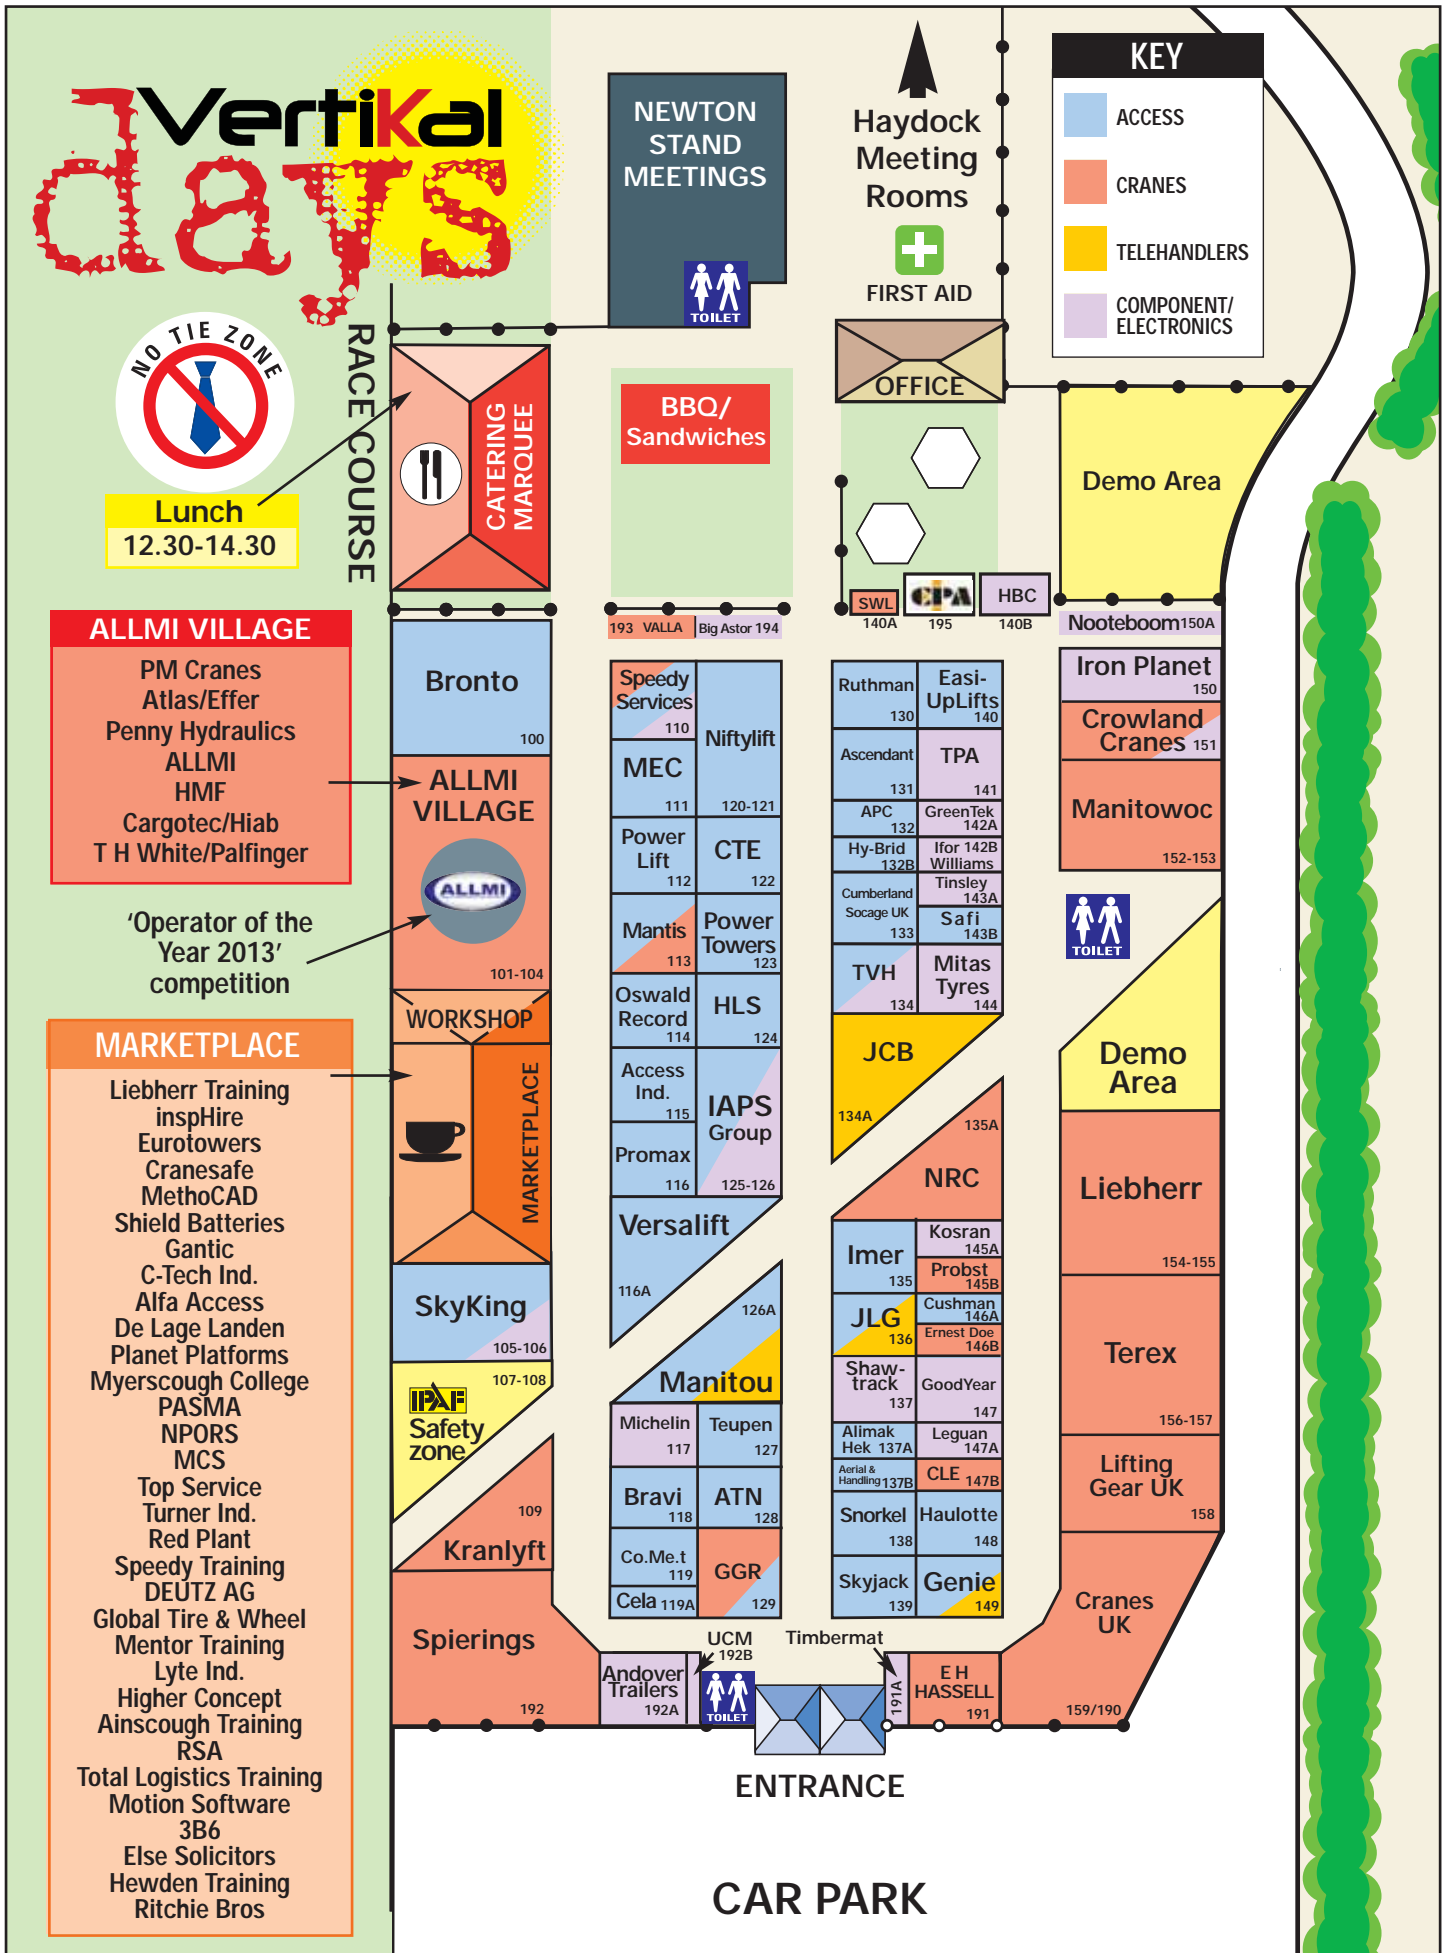 VertiKal
days
NO TIE ZONE
Lunch
12.30-14.30
RACE COURSE
CATERING
MARQUEE
NEWTON
STAND
MEETINGS
TOILET
BBQ/
Sandwiches
Haydock
Meeting
Rooms
FIRST AID
OFFICE
KEY
ACCESS
CRANES
TELEHANDLERS
COMPONENT/
ELECTRONICS
Demo Area
SWL
140A
CPA
195
HBC
140B
Nooteboom 150A
193 VALLA
Big Astor 194
ALLMI VILLAGE
PM Cranes
Atlas/Effer
Penny Hydraulics
ALLMI
HMF
Cargotec/Hiab
T H White/Palfinger
'Operator of the
Year 2013'
competition
MARKETPLACE
Liebherr Training
inspHire
Eurotowers
Cranesafe
MethoCAD
Shield Batteries
Gantic
C-Tech Ind.
Alfa Access
De Lage Landen
Planet Platforms
Myerscough College
PASMA
NPORS
MCS
Top Service
Turner Ind.
Red Plant
Speedy Training
DEUTZ AG
Global Tire & Wheel
Mentor Training
Lyte Ind.
Higher Concept
Ainscough Training
RSA
Total Logistics Training
Motion Software
3B6
Else Solicitors
Hewden Training
Ritchie Bros
Bronto
100
ALLMI
VILLAGE
ALLMI
101-104
WORKSHOP
MARKETPLACE
SkyKing
105-106
107-108
IPAF
Safety
zone
109
Kranlyft
Spierings
192
Andover
Trailers
192A
UCM
192B
TOILET
Speedy
Services
110
MEC
111
Power
Lift
112
Mantis
113
Oswald
Record
114
Access
Ind.
115
Promax
116
Versalift
116A
Niftylift
120-121
CTE
122
Power
Towers
123
HLS
124
IAPS
Group
125-126
126A
Manitou
Michelin
117
Teupen
127
Bravi
118
ATN
128
Co.Me.t
119
Cela 119A
GGR
129
Ruthman
130
Ascendant
131
APC
132
Hy-Brid
132B
Cumberland
Socage UK
133
TVH
134
JCB
134A
Easi-
UpLifts
140
TPA
141
GreenTek
142A
Ifor 142B
Williams
Tinsley
143A
Safi
143B
Mitas
Tyres
144
135A
NRC
Imer
135
JLG
136
Shaw-
track
137
Alimak
Hek 137A
Aerial &
Handling 137B
Snorkel
138
Skyjack
139
Kosran
145A
Probst
145B
Cushman
146A
Ernest Doe
146B
GoodYear
147
Leguan
147A
CLE 147B
Haulotte
148
Genie
149
Iron Planet
150
Crowland
Cranes 151
Manitowoc
152-153
TOILET
Demo
Area
Liebherr
154-155
Terex
156-157
Lifting
Gear UK
158
Cranes
UK
159/190
Timbermat
191A
E H
HASSELL
191
ENTRANCE
CAR PARK